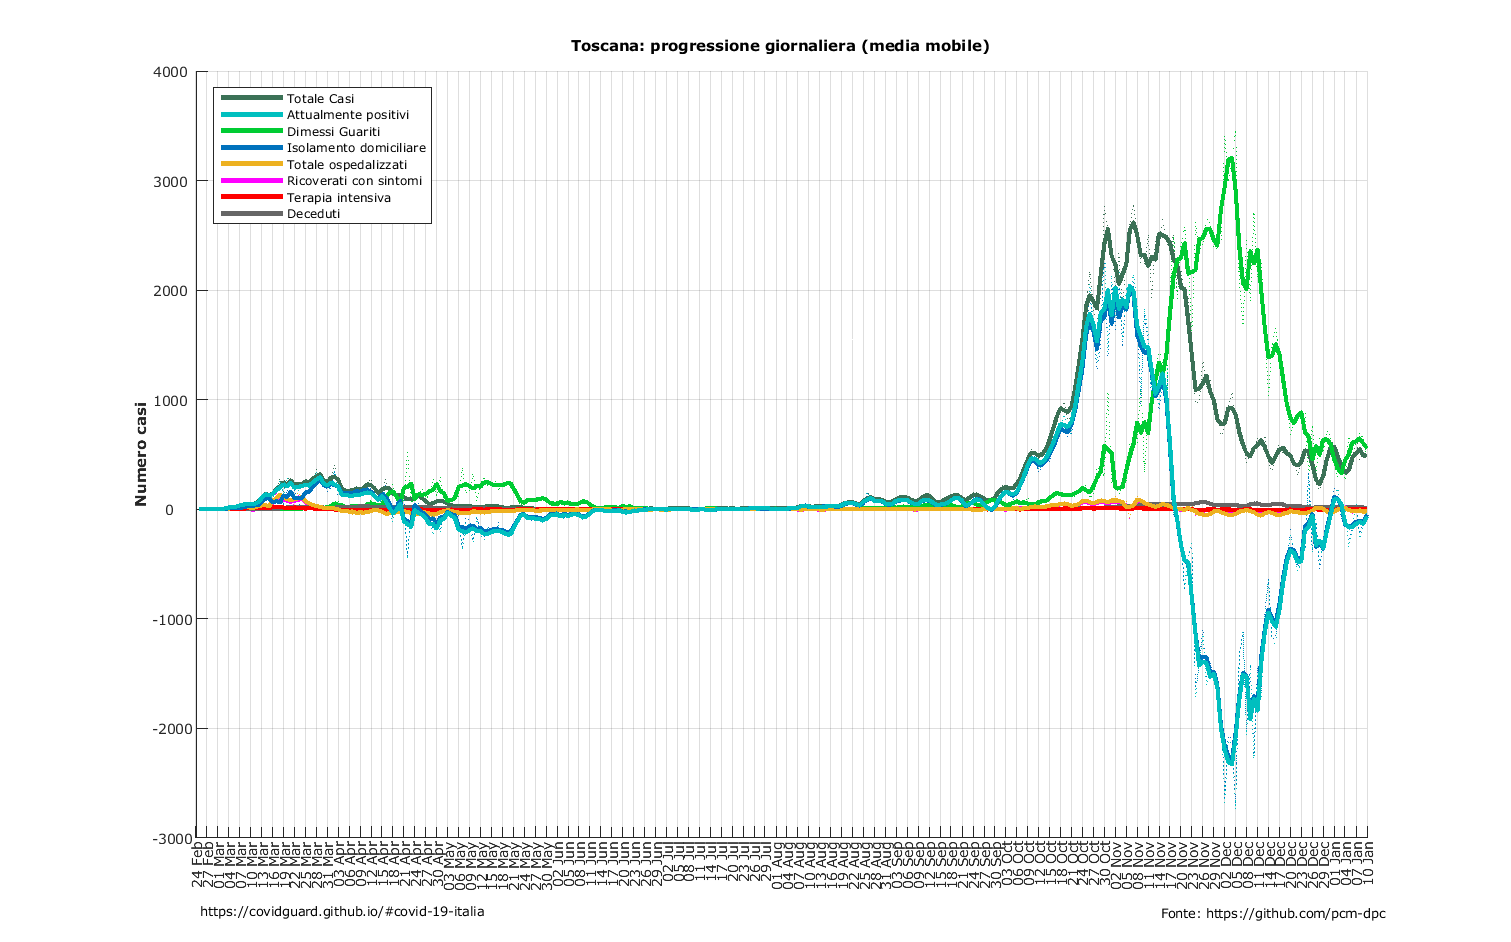 Toscana: progressione giornaliera (media mobile)
4000
3000
2000
1000
0
-1000
-2000
-3000
Numero casi
Totale Casi
Attualmente positivi
Dimessi Guariti
Isolamento domiciliare
Totale ospedalizzati
Ricoverati con sintomi
Terapia intensiva
Deceduti
24 Feb
27 Feb
01 Mar
04 Mar
07 Mar
10 Mar
13 Mar
16 Mar
19 Mar
22 Mar
25 Mar
28 Mar
31 Mar
03 Apr
06 Apr
09 Apr
12 Apr
15 Apr
18 Apr
21 Apr
24 Apr
27 Apr
30 Apr
03 May
06 May
09 May
12 May
15 May
18 May
21 May
24 May
27 May
30 May
02 Jun
05 Jun
08 Jun
11 Jun
14 Jun
17 Jun
20 Jun
23 Jun
26 Jun
29 Jun
02 Jul
05 Jul
08 Jul
11 Jul
14 Jul
17 Jul
20 Jul
23 Jul
26 Jul
29 Jul
01 Aug
04 Aug
07 Aug
10 Aug
13 Aug
16 Aug
19 Aug
22 Aug
25 Aug
28 Aug
31 Aug
03 Sep
06 Sep
09 Sep
12 Sep
15 Sep
18 Sep
21 Sep
24 Sep
27 Sep
30 Sep
03 Oct
06 Oct
09 Oct
12 Oct
15 Oct
18 Oct
21 Oct
24 Oct
27 Oct
30 Oct
02 Nov
05 Nov
08 Nov
11 Nov
14 Nov
17 Nov
20 Nov
23 Nov
26 Nov
29 Nov
02 Dec
05 Dec
08 Dec
11 Dec
14 Dec
17 Dec
20 Dec
23 Dec
26 Dec
29 Dec
01 Jan
04 Jan
07 Jan
10 Jan
https://covidguard.github.io/#covid-19-italia
Fonte: https://github.com/pcm-dpc